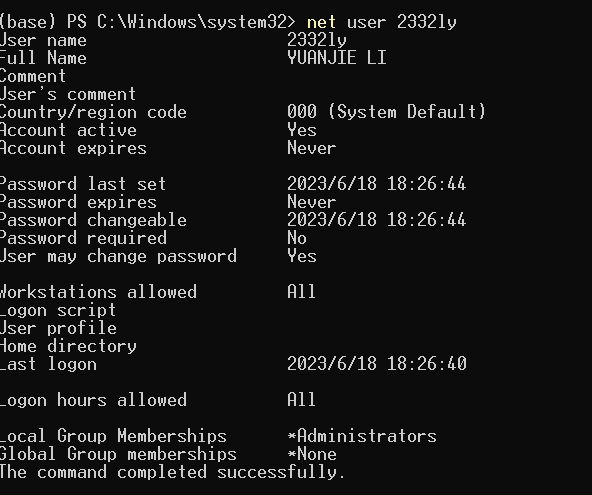 (base) PS C:\Windows\system32> net user 2332ly
User name 2332ly
Full Name YUANJIE LI
Comment
User's comment
Country/region code 000 (System Default)
Account active Yes
Account expires Never
Password last set 2023/6/18 18:26:44
Password expires Never
Password changeable 2023/6/18 18:26:44
Password required No
User may change password Yes
Workstations allowed All
Logon script
User profile
Home directory
Last logon 2023/6/18 18:26:40
Logon hours allowed All
Local Group Memberships *Administrators
Global Group memberships *None
The command completed successfully.